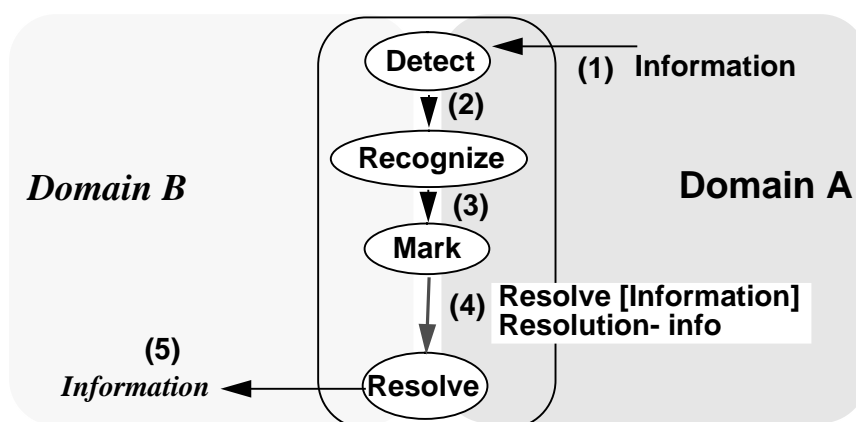 Detect
(1) Information
(2)
Recognize
Domain B
Domain A
(3)
Mark
(4) Resolve [Information]
Resolution- info
(5)
Information
Resolve